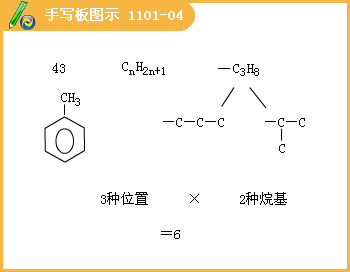 手写板图示 1101-04
43 CnH2n+1 —C3H8
CH3
—C—C—C —C—C
C
3种位置 × 2种烷基
=6